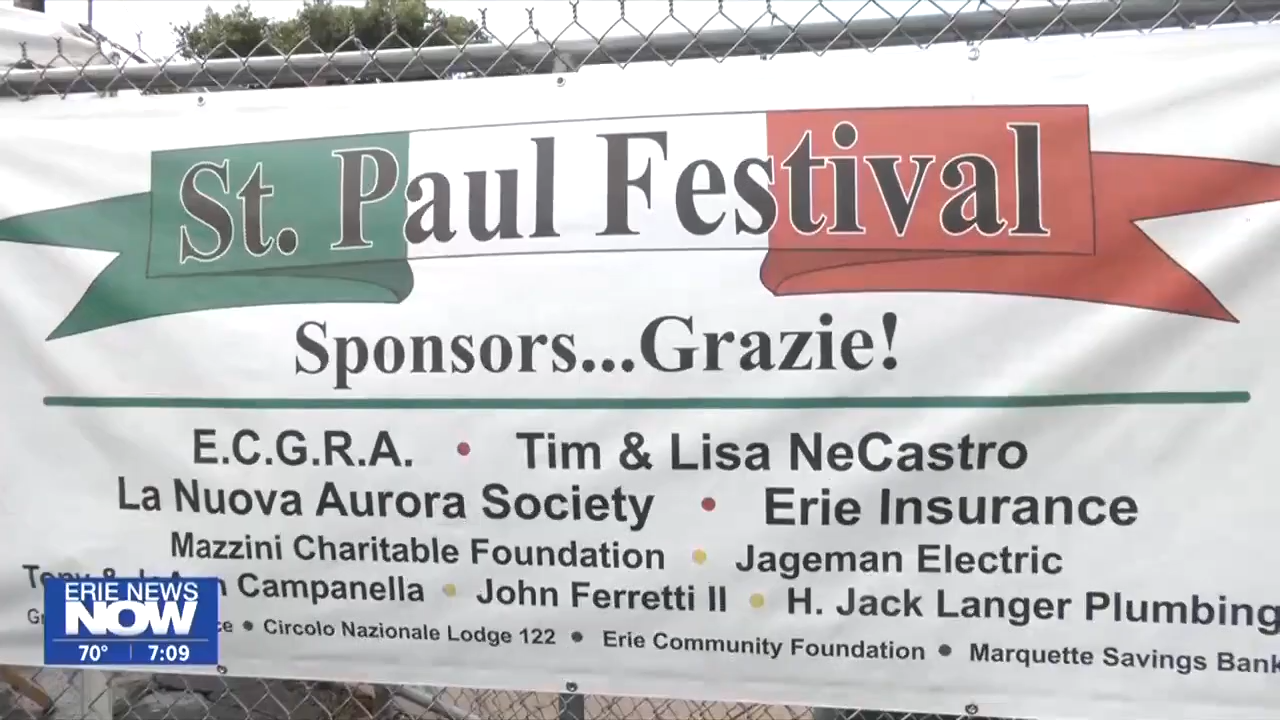 St. Paul Festival
Sponsors...Grazie!
E.C.G.R.A. • Tim & Lisa NeCastro
La Nuova Aurora Society • Erie Insurance
Mazzini Charitable Foundation • Jageman Electric
Campanella • John Ferretti II • H. Jack Langer Plumbing
• Circolo Nazionale Lodge 122 • Erie Community Foundation • Marquette Savings Bank
ERIE NEWS
NOW
70° | 7:09